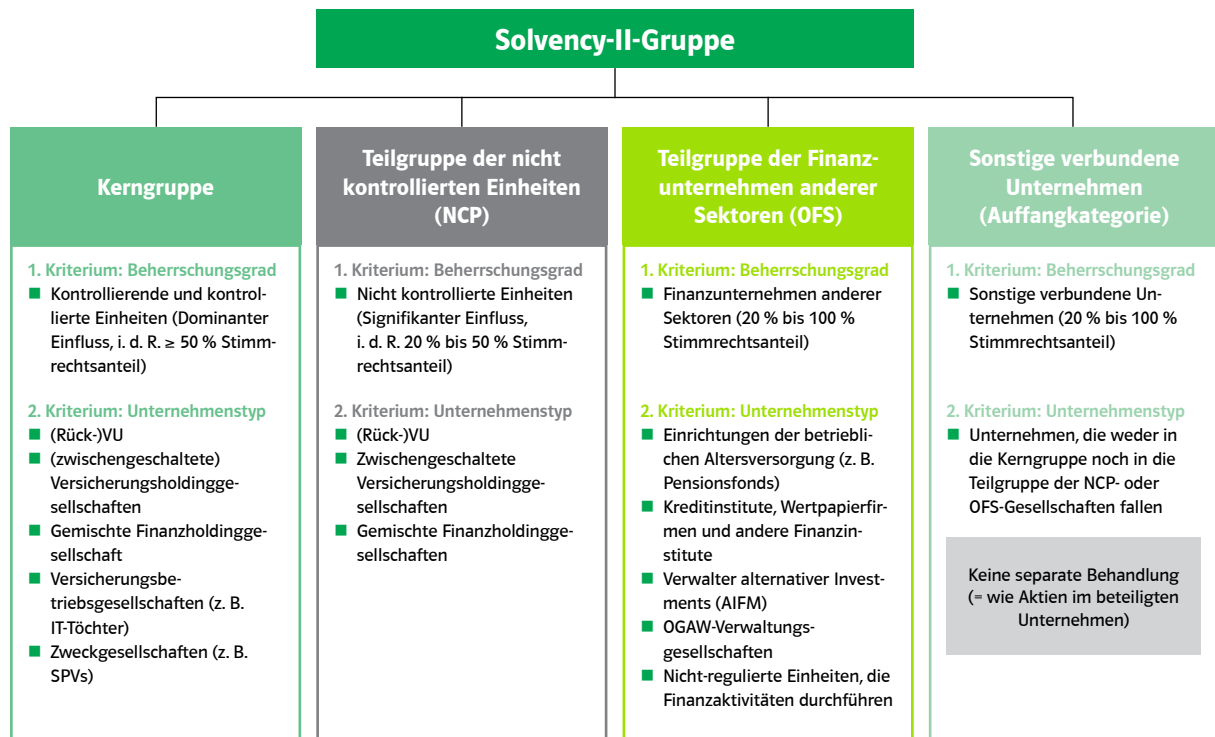 Solvency-II-Gruppe
Kerngruppe
1. Kriterium: Beherrschungsgrad
Kontrollierende und kontrol-
lierte Einheiten (Dominanter
Einfluss, i. d. R. ≥ 50 % Stimm-
rechtsanteil)
2. Kriterium: Unternehmenstyp
(Rück-)VU
(zwischengeschaltete)
Versicherungsholdingge-
sellschaften
Gemischte Finanzholdingge-
sellschaft
Versicherungsbe-
triebsgesellschaften (z. B.
IT-Töchter)
Zweckgesellschaften (z. B.
SPVs)
Teilgruppe der nicht
kontrollierten Einheiten
(NCP)
1. Kriterium: Beherrschungsgrad
Nicht kontrollierte Einheiten
(Signifikanter Einfluss,
i. d. R. 20 % bis 50 % Stimm-
rechtsanteil)
2. Kriterium: Unternehmenstyp
(Rück-)VU
Zwischengeschaltete
Versicherungsholdingge-
sellschaften
Gemischte Finanzholdingge-
sellschaften
Teilgruppe der Finanz-
unternehmen anderer
Sektoren (OFS)
1. Kriterium: Beherrschungsgrad
Finanzunternehmen anderer
Sektoren (20 % bis 100 %
Stimmrechtsanteil)
2. Kriterium: Unternehmenstyp
Einrichtungen der betriebli-
chen Altersversorgung (z. B.
Pensionsfonds)
Kreditinstitute, Wertpapierfir-
men und andere Finanzin-
stitute
Verwalter alternativer Invest-
ments (AIFM)
OGAW-Verwaltungs-
gesellschaften
Nicht-regulierte Einheiten, die
Finanzaktivitäten durchführen
Sonstige verbundene
Unternehmen
(Auffangkategorie)
1. Kriterium: Beherrschungsgrad
Sonstige verbundene Un-
ternehmen (20 % bis 100 %
Stimmrechtsanteil)
2. Kriterium: Unternehmenstyp
Unternehmen, die weder in
die Kerngruppe noch in die
Teilgruppe der NCP- oder
OFS-Gesellschaften fallen
Keine separate Behandlung
(= wie Aktien im beteiligten
Unternehmen)